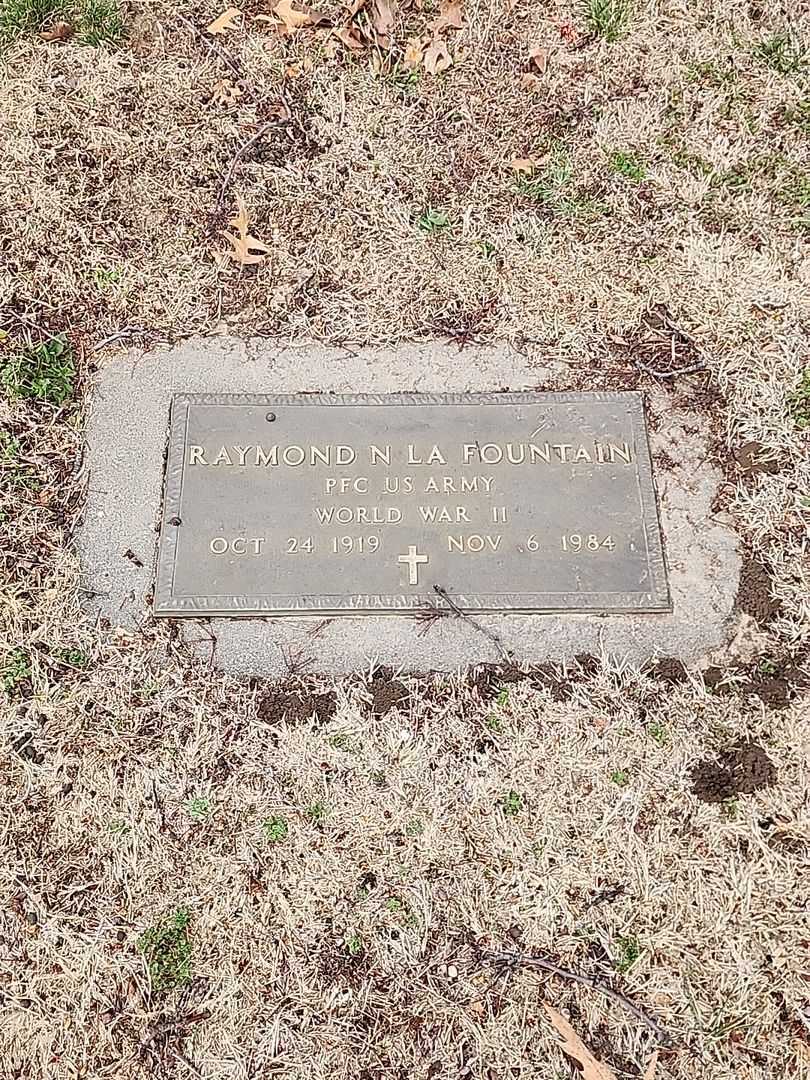 RAYMOND N LA FOUNTAIN
PFC US ARMY
WORLD WAR II
OCT 24 1919 NOV 6 1984